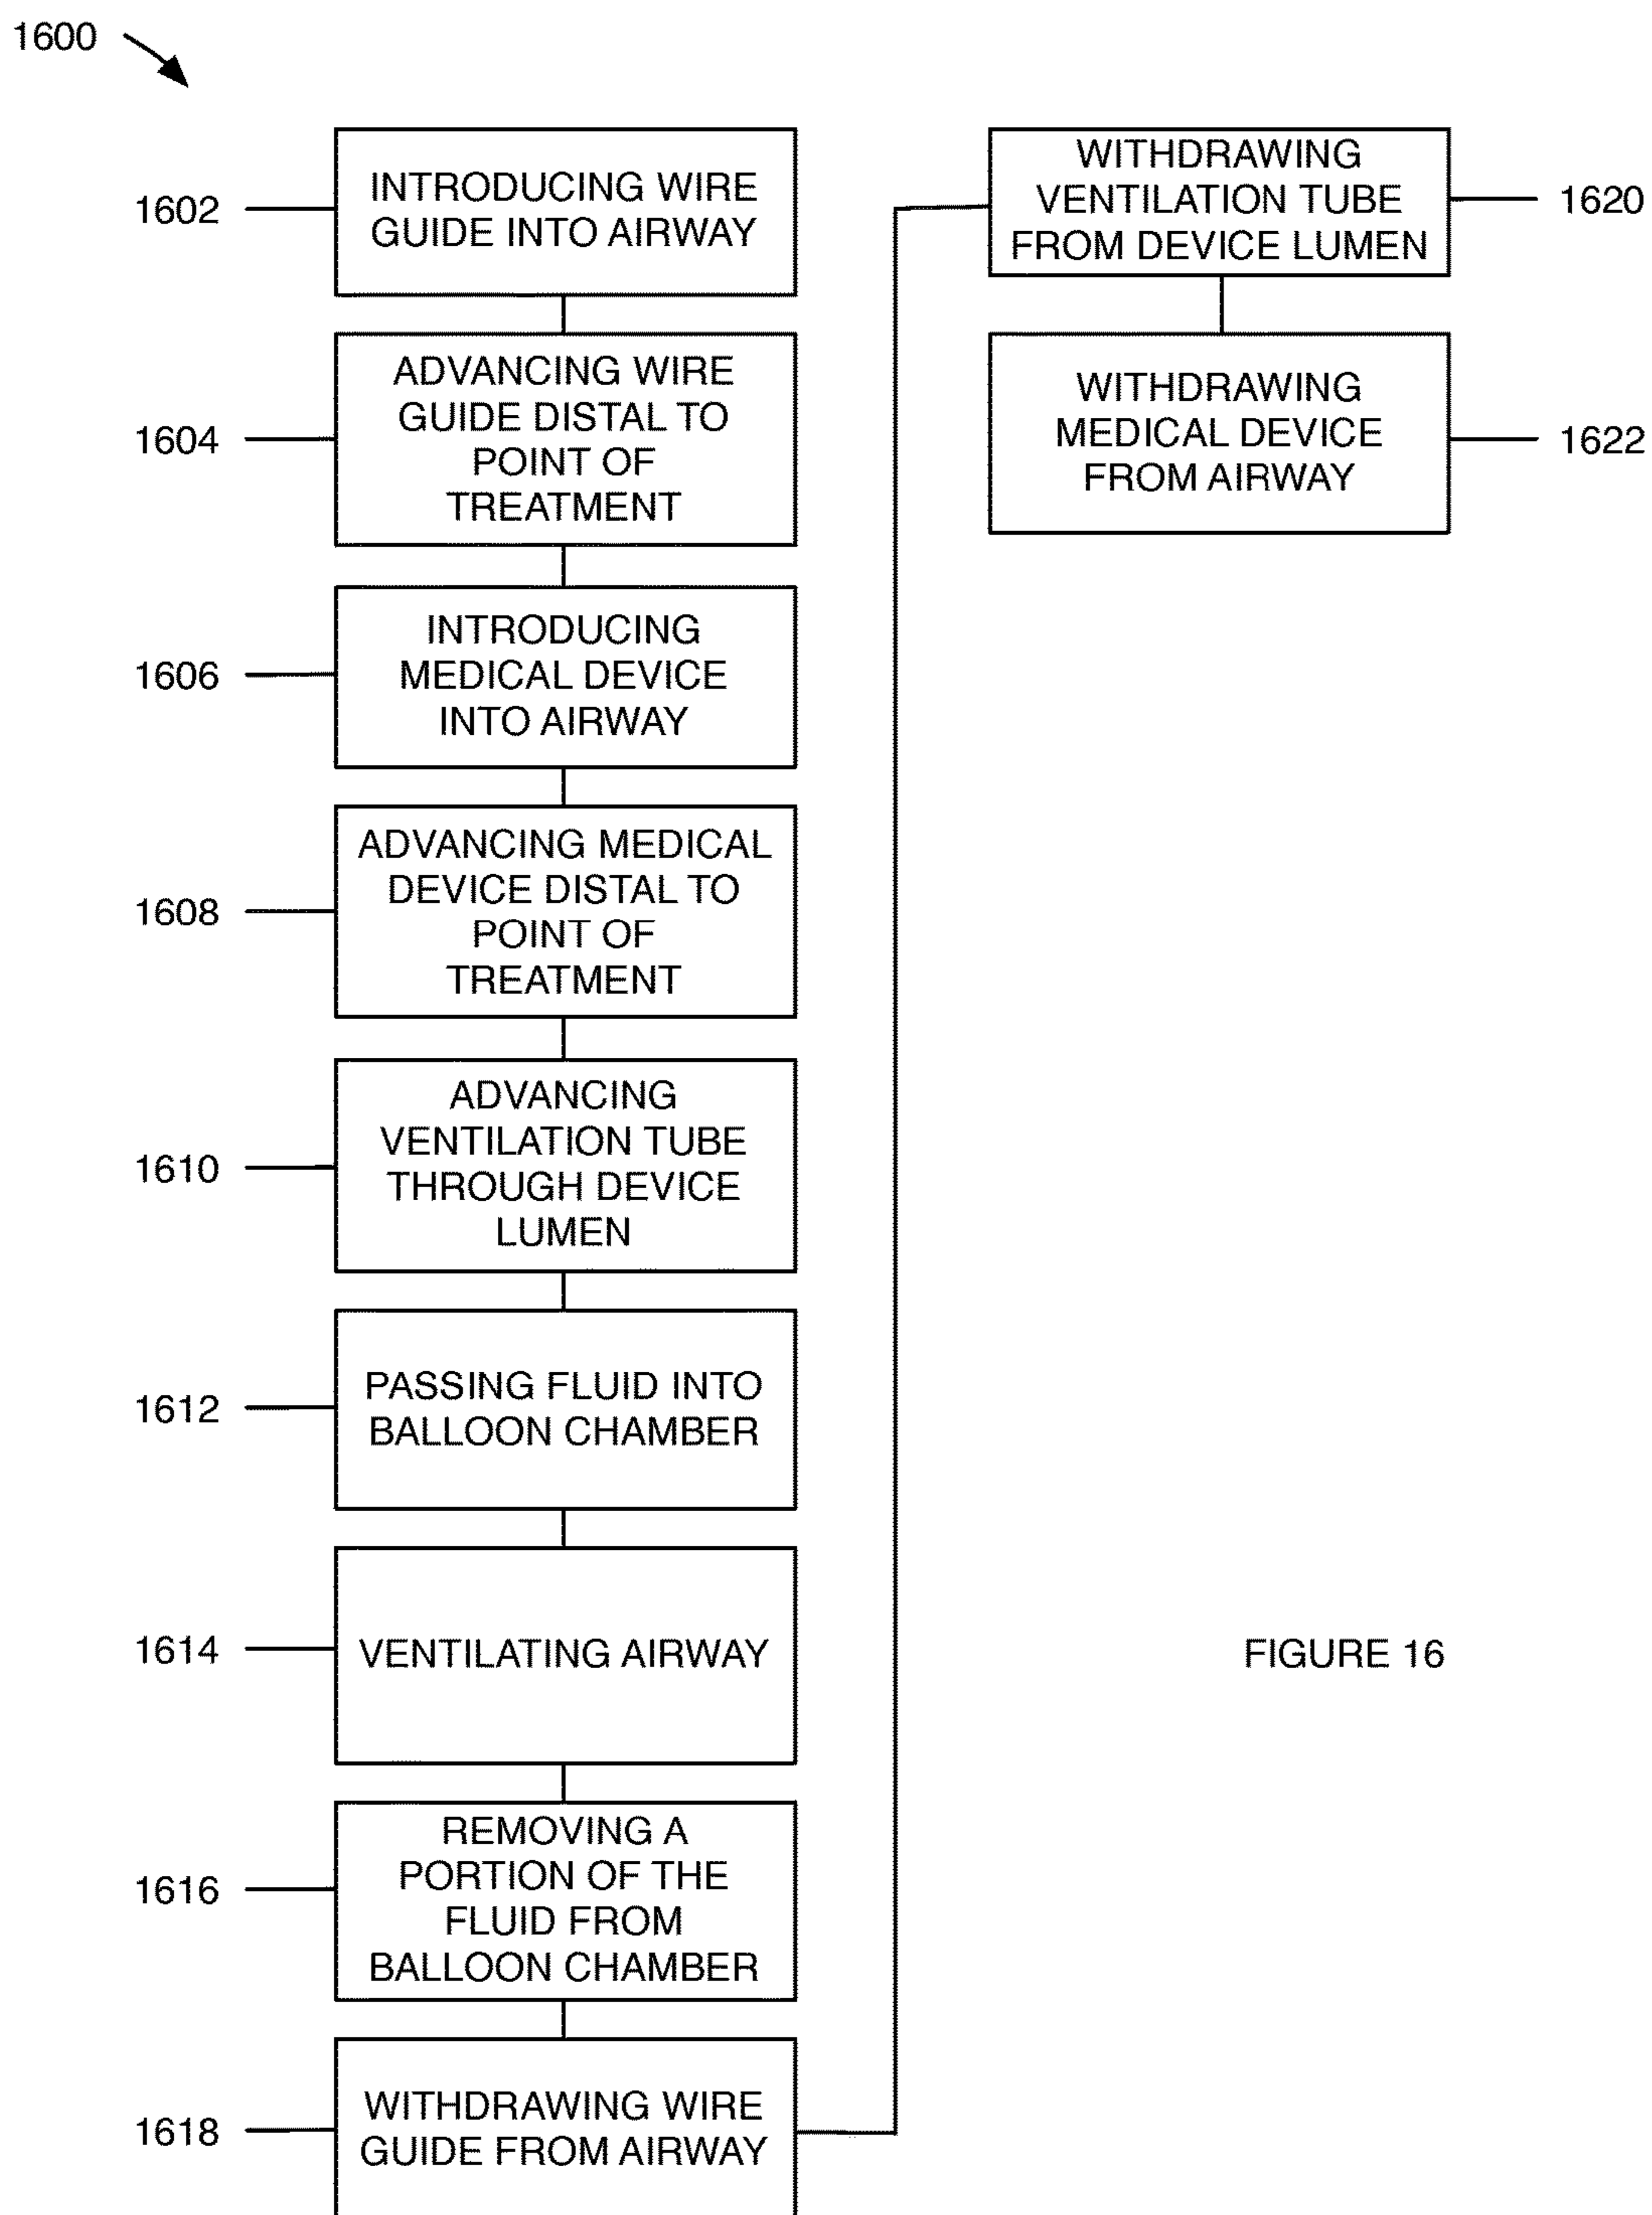 1600
1602
INTRODUCING WIRE
GUIDE INTO AIRWAY
1604
ADVANCING WIRE
GUIDE DISTAL TO
POINT OF
TREATMENT
1606
INTRODUCING
MEDICAL DEVICE
INTO AIRWAY
1608
ADVANCING MEDICAL
DEVICE DISTAL TO
POINT OF
TREATMENT
1610
ADVANCING
VENTILATION TUBE
THROUGH DEVICE
LUMEN
1612
PASSING FLUID INTO
BALLOON CHAMBER
1614
VENTILATING AIRWAY
1616
REMOVING A
PORTION OF THE
FLUID FROM
BALLOON CHAMBER
1618
WITHDRAWING WIRE
GUIDE FROM AIRWAY
WITHDRAWING
VENTILATION TUBE
FROM DEVICE LUMEN
1620
WITHDRAWING
MEDICAL DEVICE
FROM AIRWAY
1622
FIGURE 16